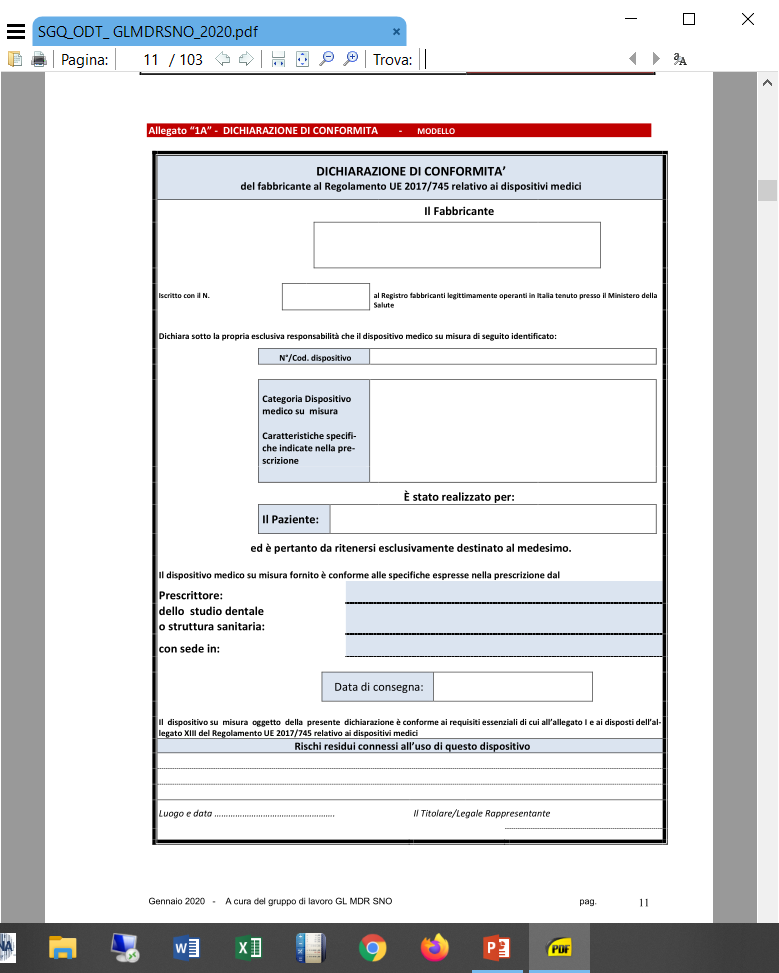 SGQ_ODT_ GLMDRSNO_2020.pdf ×
Pagina: 11 / 103 Trova:
Allegato “1A” - DICHIARAZIONE DI CONFORMITA - MODELLO
DICHIARAZIONE DI CONFORMITA’
del fabbricante al Regolamento UE 2017/745 relativo ai dispositivi medici
Il Fabbricante
Iscritto con il N.
al Registro fabbricanti legittimamente operanti in Italia tenuto presso il Ministero della
Salute
Dichiara sotto la propria esclusiva responsabilità che il dispositivo medico su misura di seguito identificato:
N°/Cod. dispositivo
Categoria Dispositivo
medico su misura
Caratteristiche specifi-
che indicate nella pre-
scrizione
È stato realizzato per:
Il Paziente:
ed è pertanto da ritenersi esclusivamente destinato al medesimo.
Il dispositivo medico su misura fornito è conforme alle specifiche espresse nella prescrizione dal
Prescrittore:
dello studio dentale
o struttura sanitaria:
con sede in:
Data di consegna:
Il dispositivo su misura oggetto della presente dichiarazione è conforme ai requisiti essenziali di cui all’allegato I e ai disposti dell’al-
legato XIII del Regolamento UE 2017/745 relativo ai dispositivi medici
Rischi residui connessi all’uso di questo dispositivo
Luogo e data ……………………………………………..
Il Titolare/Legale Rappresentante
Gennaio 2020 - A cura del gruppo di lavoro GL MDR SNO pag. 11
PDF